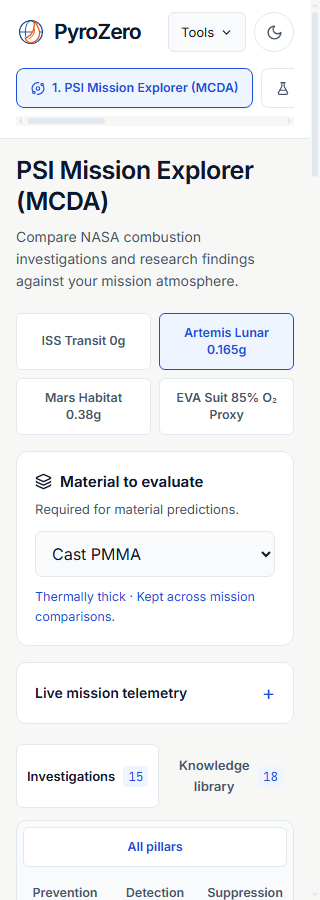 PyroZero
Tools
1. PSI Mission Explorer (MCDA)
PSI Mission Explorer
(MCDA)
Compare NASA combustion
investigations and research findings
against your mission atmosphere.
ISS Transit 0g
Artemis Lunar
0.165g
Mars Habitat
0.38g
EVA Suit 85% O₂
Proxy
Material to evaluate
Required for material predictions.
Cast PMMA
Thermally thick · Kept across mission
comparisons.
Live mission telemetry
+
Investigations 15
Knowledge
library
18
All pillars
Prevention
Detection
Suppression